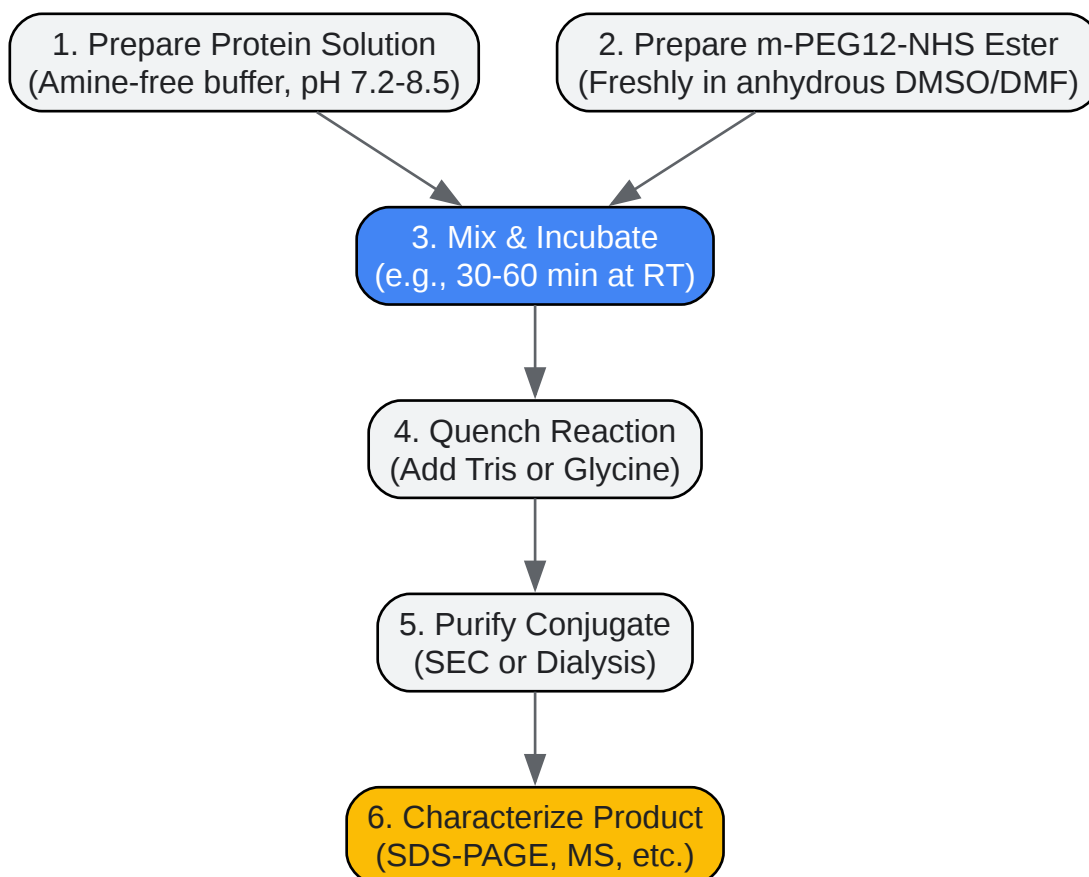 1. Prepare Protein Solution
(Amine-free buffer, pH 7.2-8.5)
2. Prepare m-PEG12-NHS Ester
(Freshly in anhydrous DMSO/DMF)
3. Mix & Incubate
(e.g., 30-60 min at RT)
4. Quench Reaction
(Add Tris or Glycine)
5. Purify Conjugate
(SEC or Dialysis)
6. Characterize Product
(SDS-PAGE, MS, etc.)